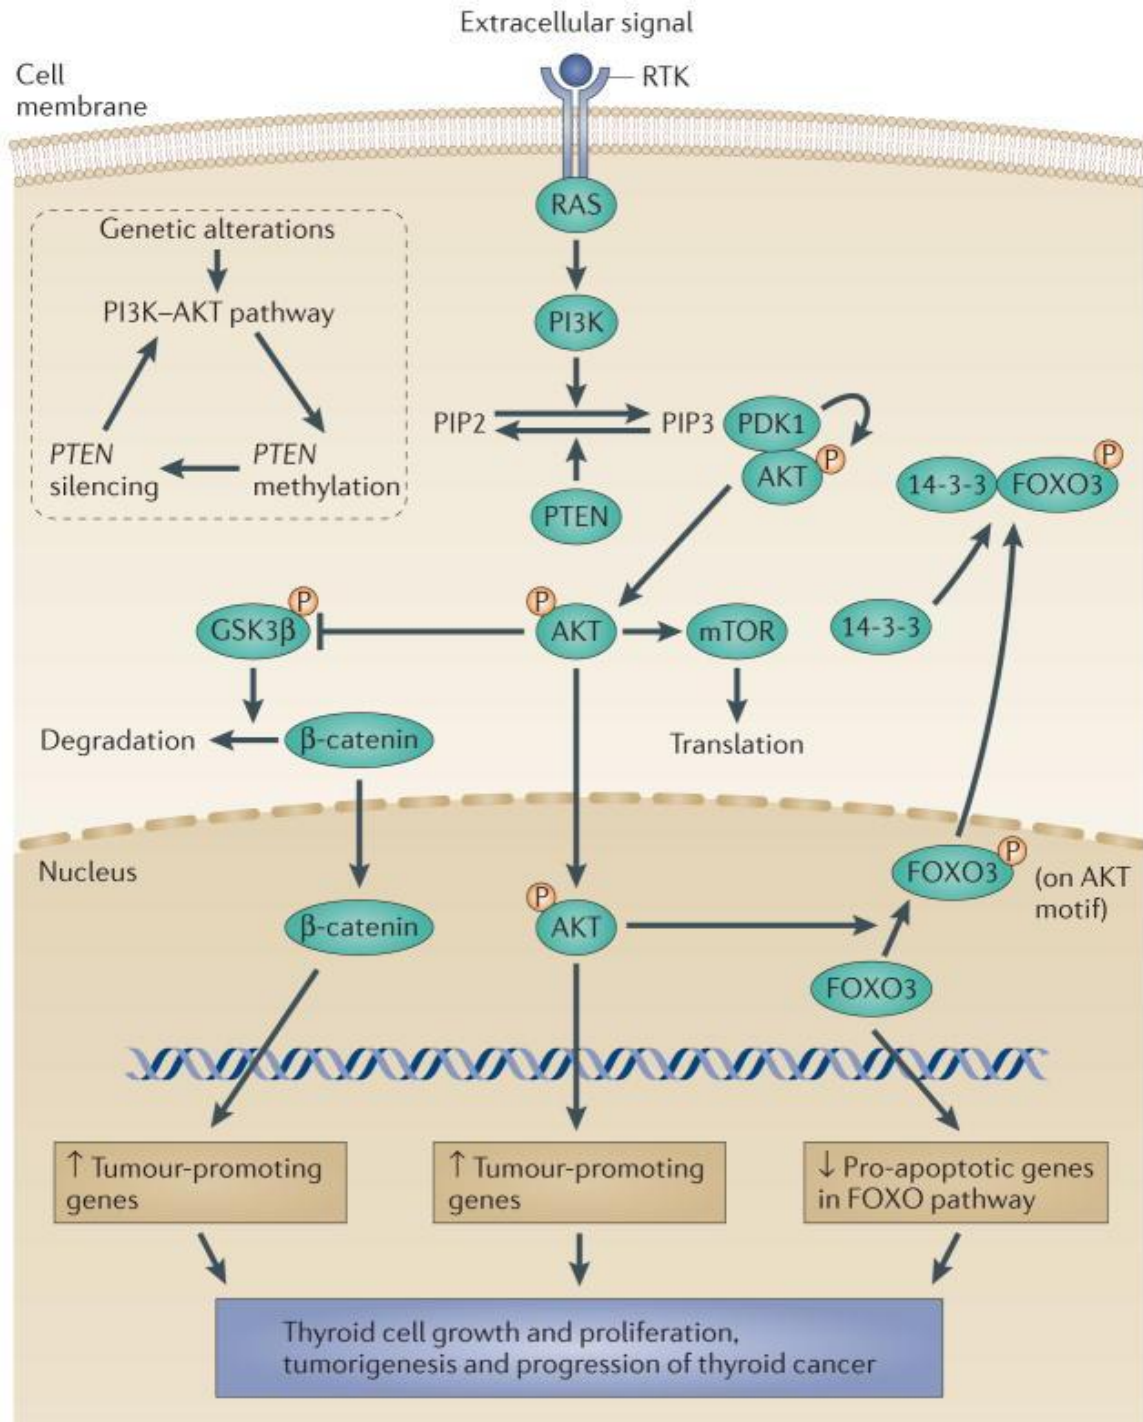 Extracellular signal
Cell
membrane
RTK
RAS
Genetic alterations
PI3K–AKT pathway
PTEN
silencing
PTEN
methylation
PI3K
PIP2
PIP3
PDK1
P
AKT
PTEN
P
14-3-3
FOXO3
P
GSK3β
P
AKT
mTOR
14-3-3
Degradation
β-catenin
Translation
Nucleus
FOXO3
P
(on AKT
motif)
β-catenin
P
AKT
FOXO3
↑ Tumour-promoting
genes
↑ Tumour-promoting
genes
↓ Pro-apoptotic genes
in FOXO pathway
Thyroid cell growth and proliferation,
tumorigenesis and progression of thyroid cancer